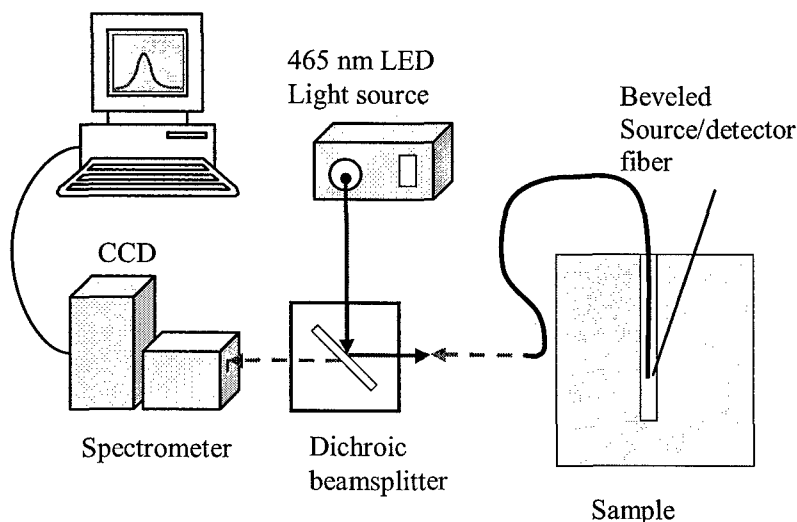 465 nm LED
Light source
Beveled
Source/detector
fiber
CCD
Spectrometer
Dichroic
beamsplitter
Sample